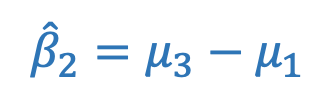 β̂₂ = μ₃ − μ₁